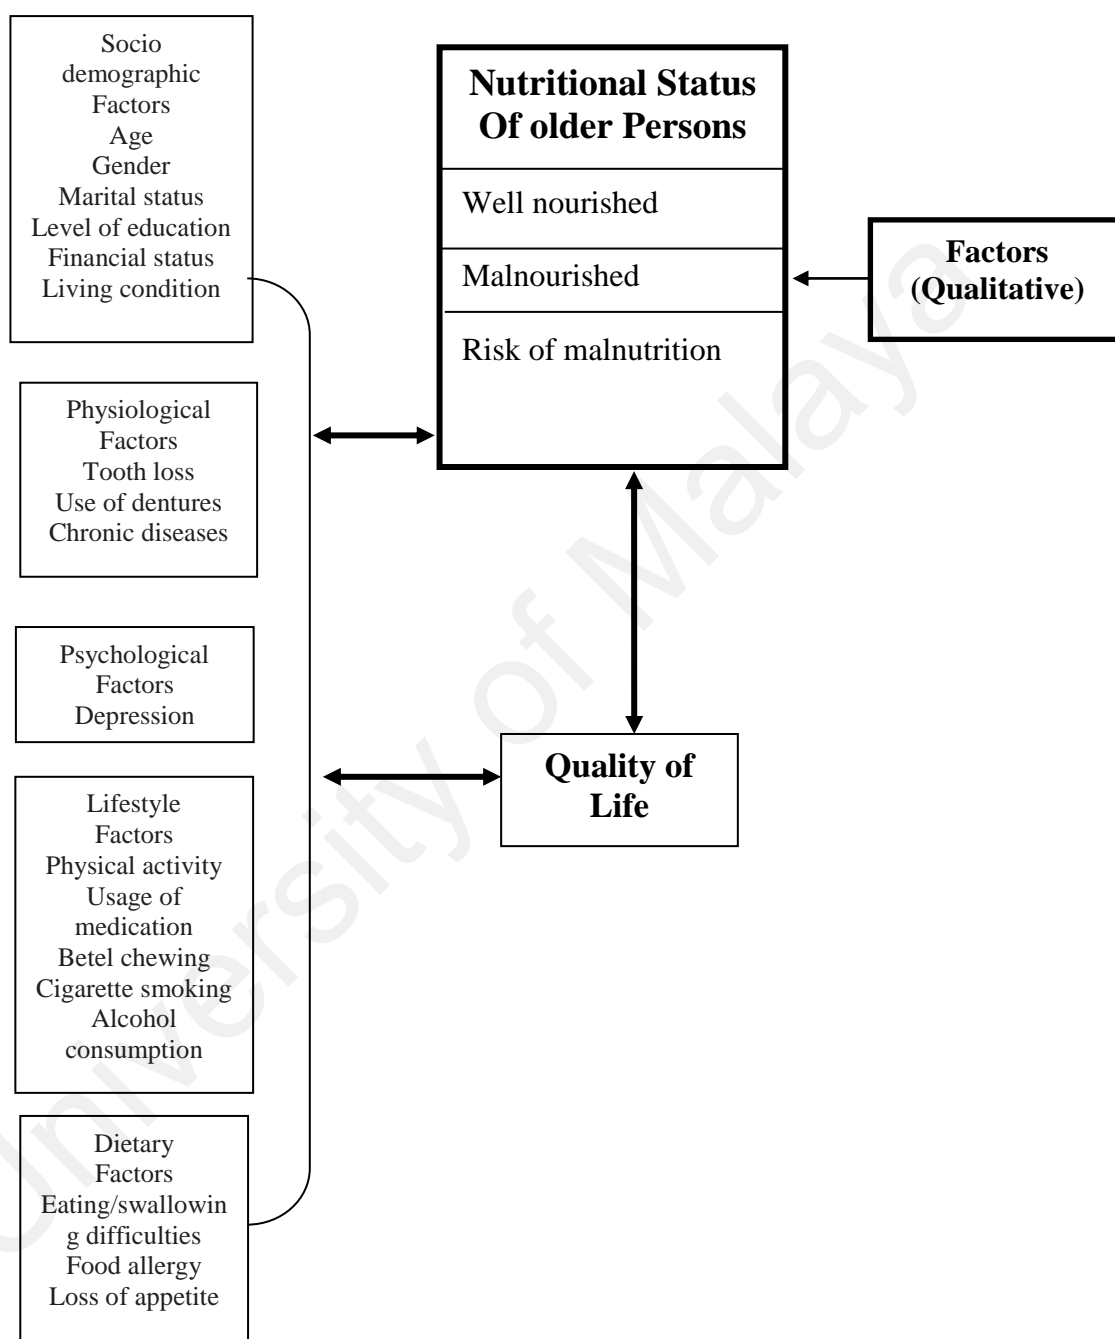 Socio
demographic
Factors
Age
Gender
Marital status
Level of education
Financial status
Living condition
Physiological
Factors
Tooth loss
Use of dentures
Chronic diseases
Psychological
Factors
Depression
Lifestyle
Factors
Physical activity
Usage of
medication
Betel chewing
Cigarette smoking
Alcohol
consumption
Dietary
Factors
Eating/swallowin
g difficulties
Food allergy
Loss of appetite
Nutritional Status
Of older Persons
Well nourished
Malnourished
Risk of malnutrition
Quality of
Life
Factors
(Qualitative)
University of Malaya